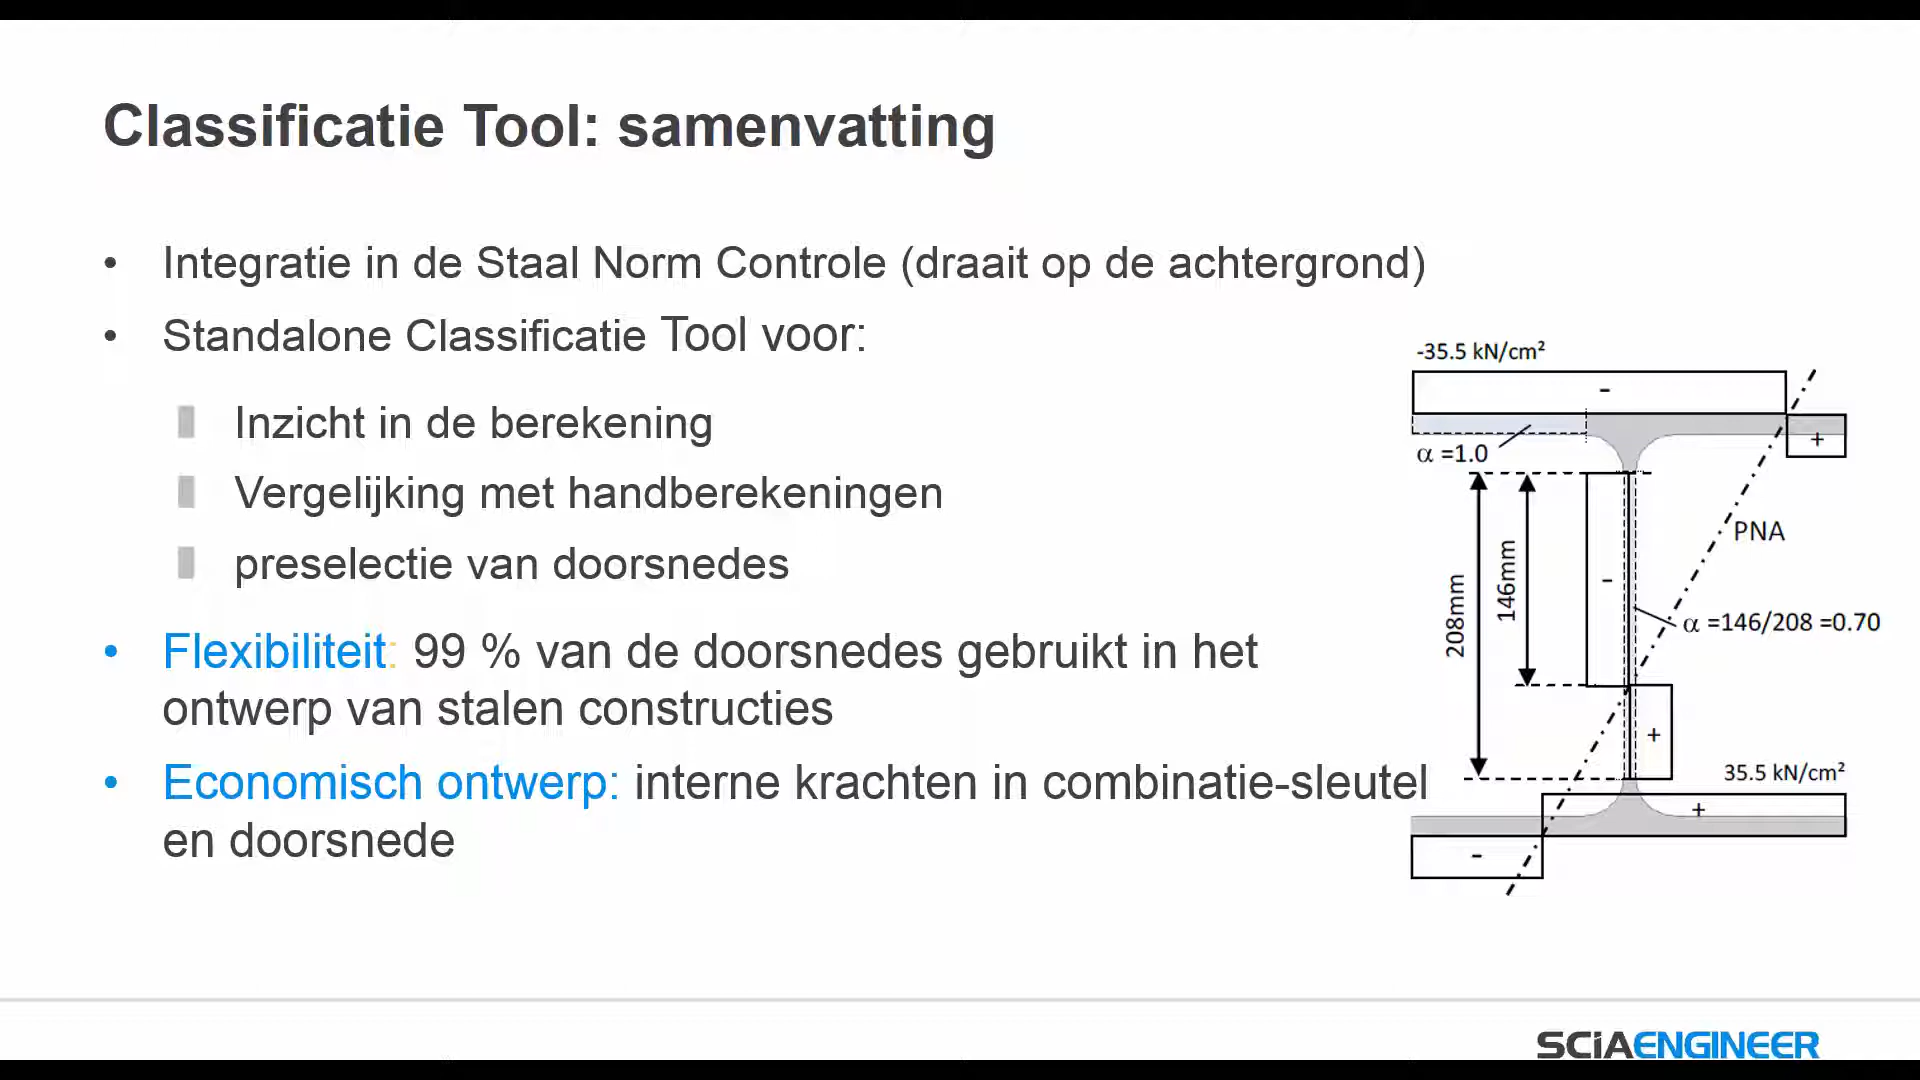 Classificatie Tool: samenvatting
• Integratie in de Staal Norm Controle (draait op de achtergrond)
• Standalone Classificatie Tool voor:
Inzicht in de berekening
Vergelijking met handberekeningen
preselectie van doorsnedes
• Flexibiliteit: 99 % van de doorsnedes gebruikt in het
ontwerp van stalen constructies
• Economisch ontwerp: interne krachten in combinatie-sleutel
en doorsnede
-35.5 kN/cm²
-
+
α =1.0
PNA
208mm
146mm
-
α =146/208 =0.70
+
35.5 kN/cm²
+
-
SCiAENGINEER